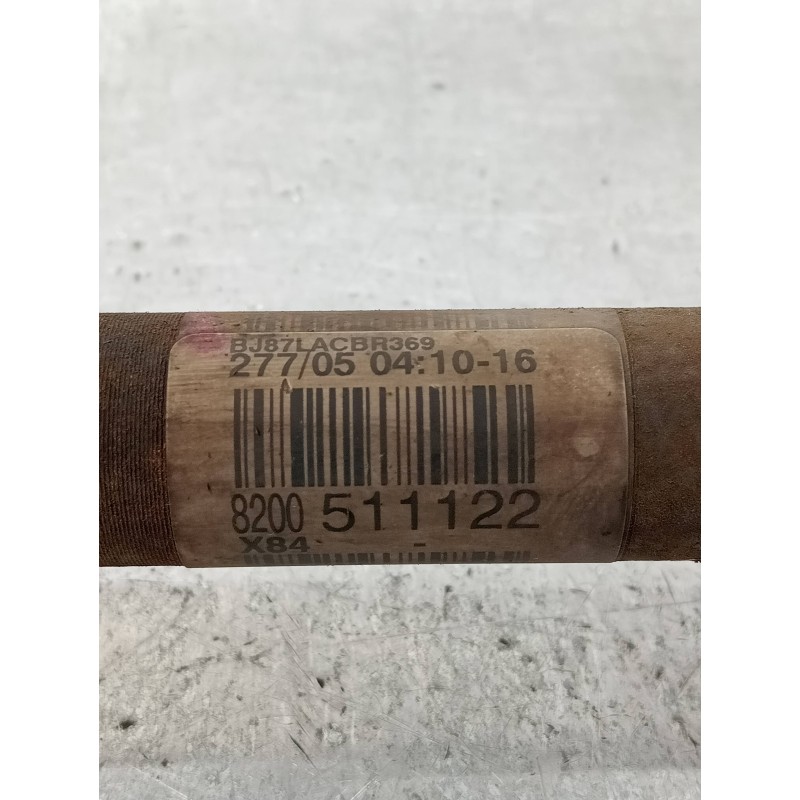 BJ87LACBR369
277/05 04:10-16
8200 511122
X84 -